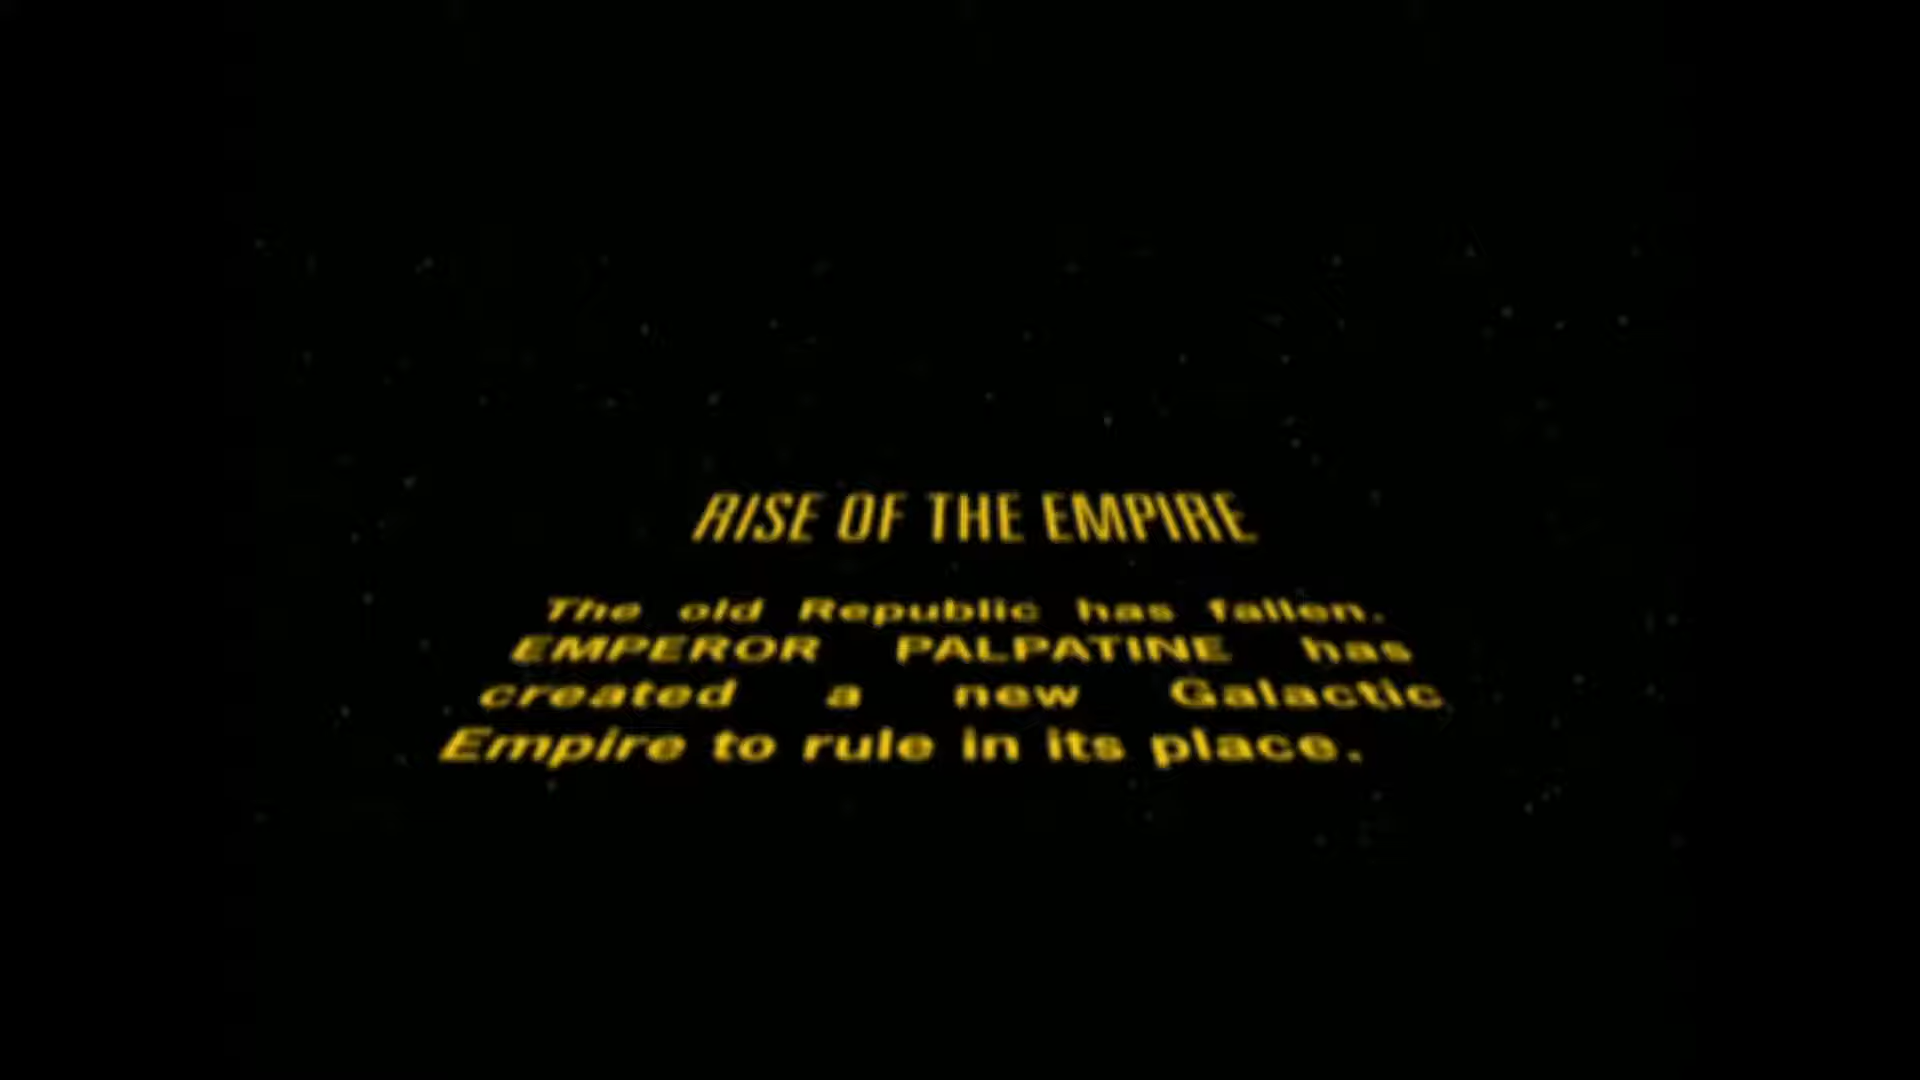 RISE OF THE EMPIRE
The old Republic has fallen.
EMPEROR PALPATINE has
created a new Galactic
Empire to rule in its place.